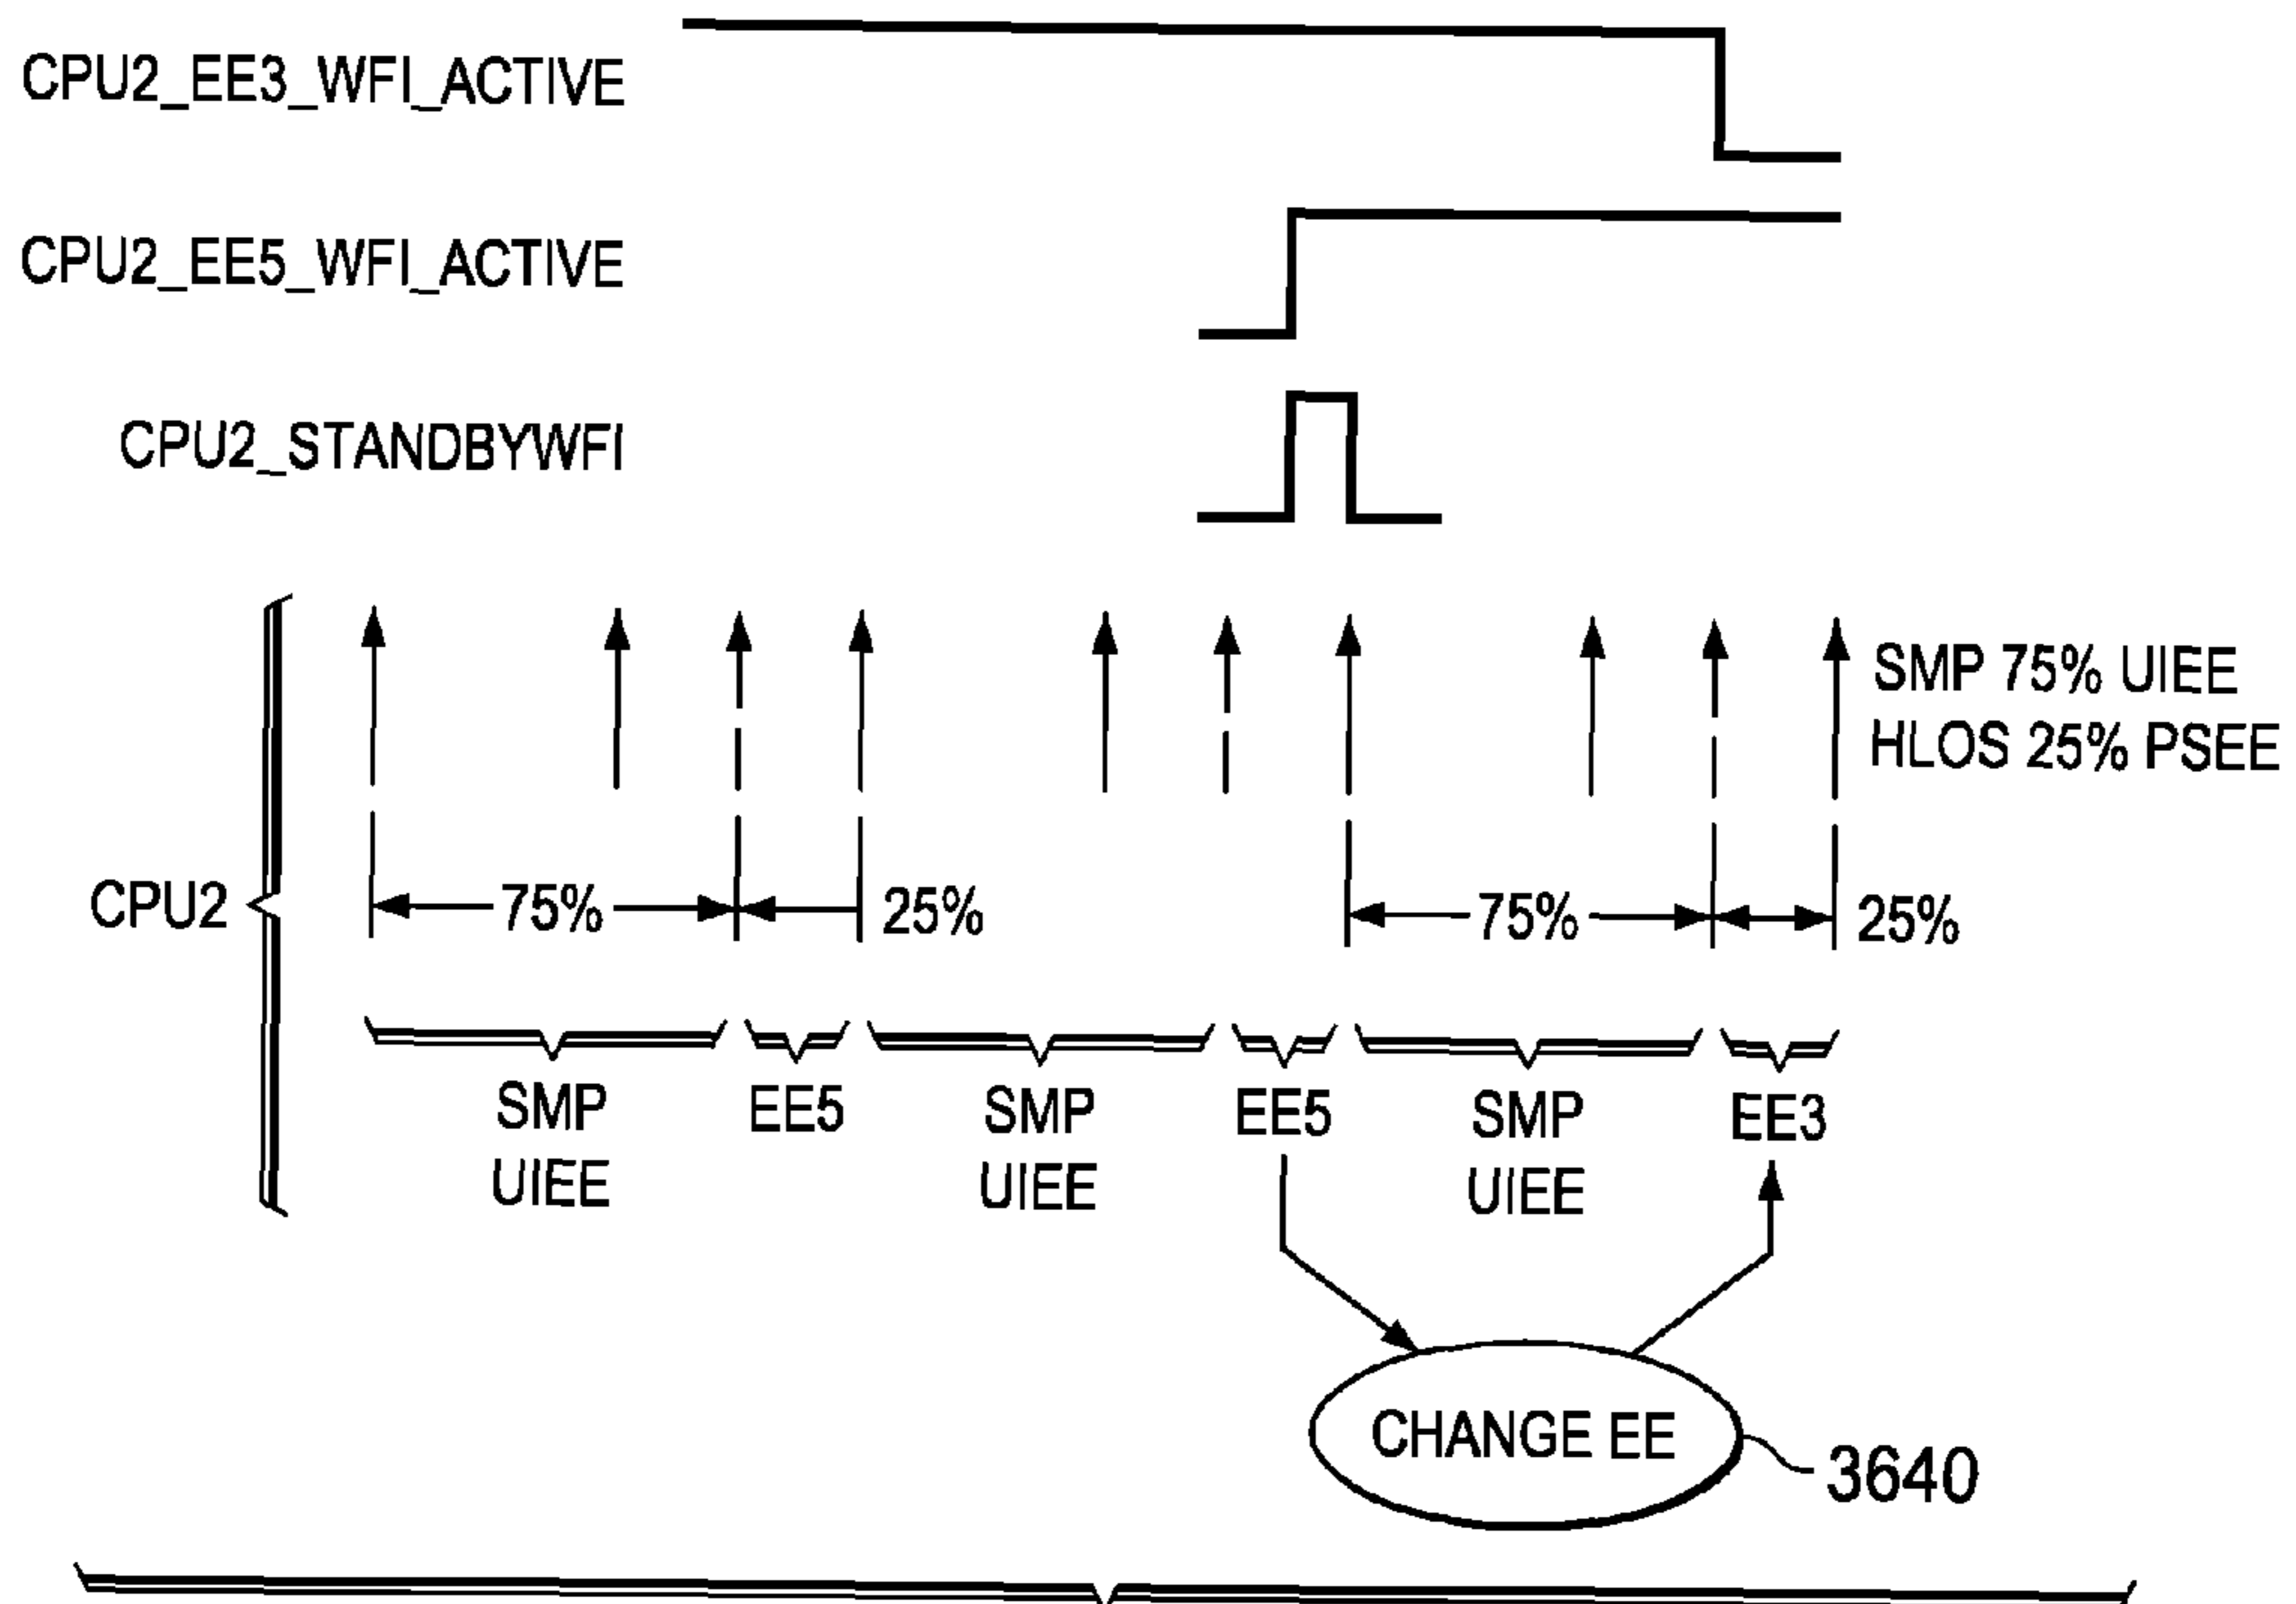 CPU2_EE3_WFI_ACTIVE
CPU2_EE5_WFI_ACTIVE
CPU2_STANDBYWFI
SMP 75% UIEE
HLOS 25% PSEE
CPU2
75%
25%
75%
25%
SMP
UIEE
EE5
SMP
UIEE
EE5
SMP
UIEE
EE3
CHANGE EE
3640